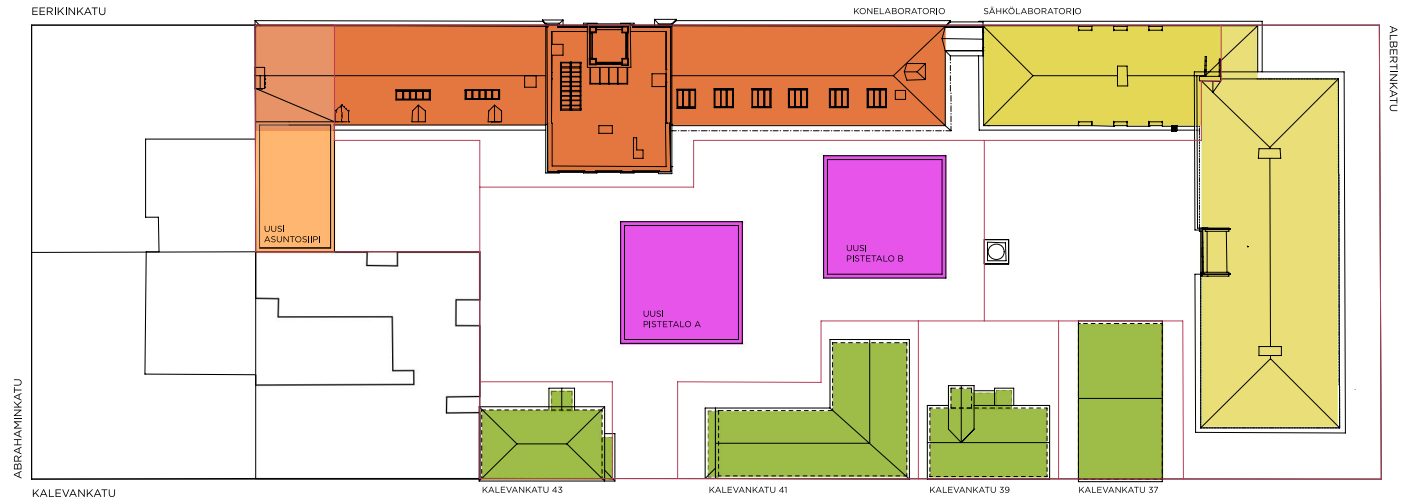 EERIKINKATU
KONELABORATORIO
SÄHKÖLABORATORIO
ALBERTINKATU
UUSI
ASUNTOSIIPI
UUSI
PISTETALO B
UUSI
PISTETALO A
ABRAHAMINKATU
KALEVANKATU
KALEVANKATU 43
KALEVANKATU 41
KALEVANKATU 39
KALEVANKATU 37